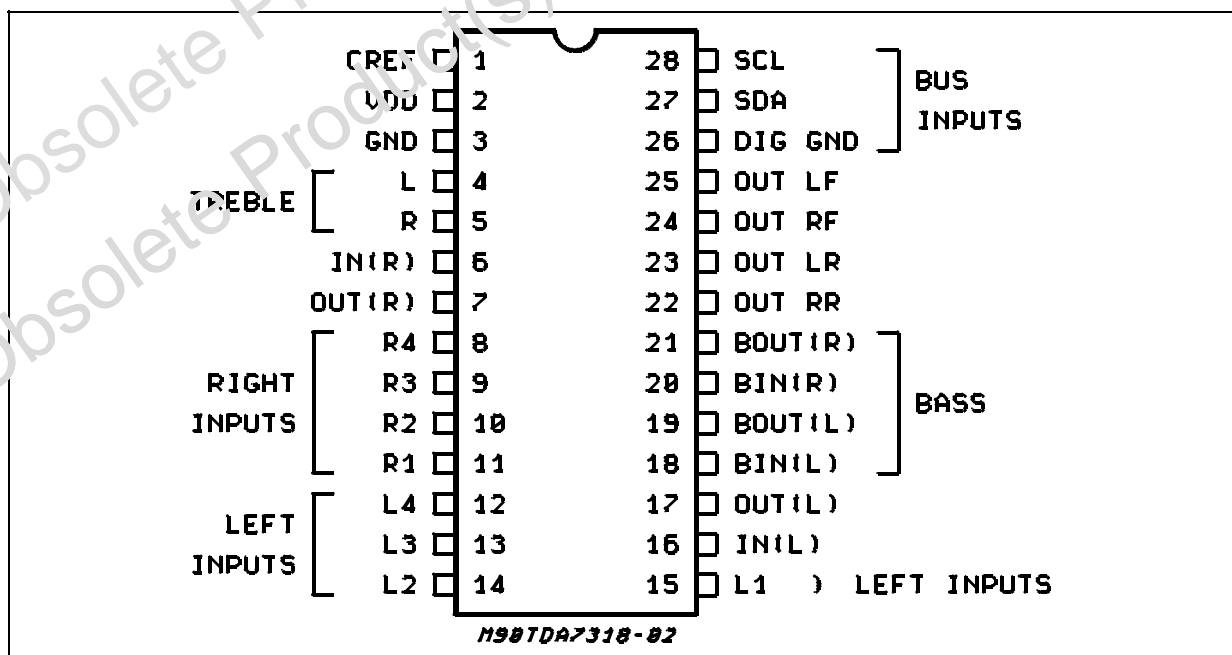 CREF 1 28 SCL
VDD 2 27 SDA
GND 3 26 DIG GND
BUS
INPUTS
L 4 25 OUT LF
R 5 24 OUT RF
TREBLE
IN(R) 6 23 OUT LR
OUT(R) 7 22 OUT RR
R4 8 21 BOUT(R)
R3 9 20 BIN(R)
R2 10 19 BOUT(L)
R1 11 18 BIN(L)
RIGHT
INPUTS
BASS
L4 12 17 OUT(L)
L3 13 16 IN(L)
L2 14 15 L1 ) LEFT INPUTS
LEFT
INPUTS
M90TDA7318-02
Obsolete Product(s)
Obsolete